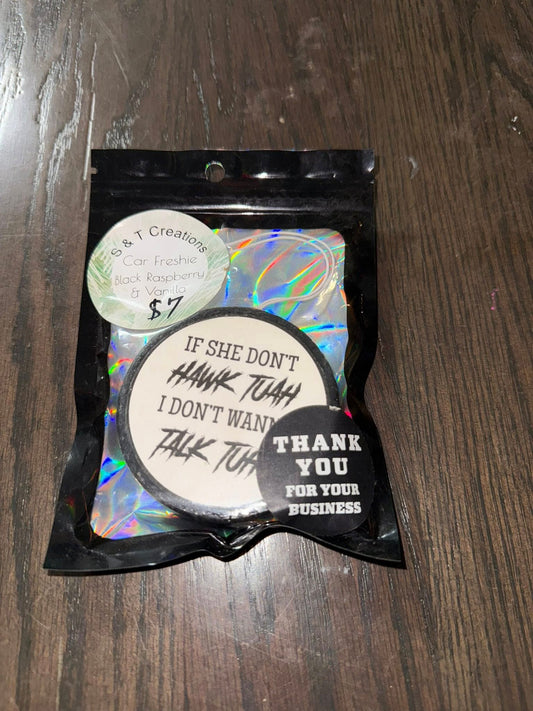 S & T Creations
Car Freshie
Black Raspberry
& Vanilla
$7
IF SHE DON'T
HAWK TUAH
I DON'T WANN
TALK TUA
THANK
YOU
FOR YOUR
BUSINESS